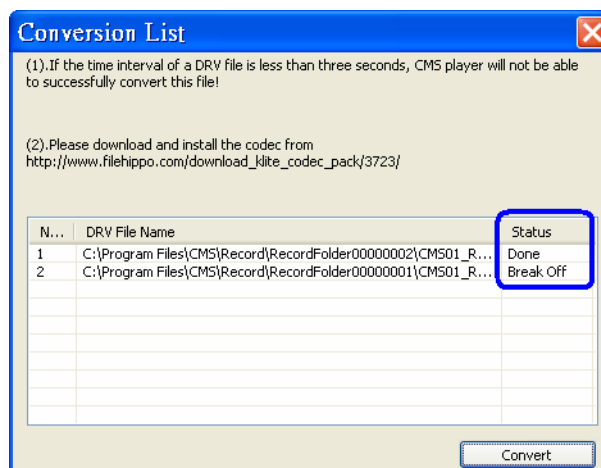 Conversion List
(1).If the time interval of a DRV file is less than three seconds, CMS player will not be able
to successfully convert this file!
(2).Please download and install the codec from
http://www.filehippo.com/download_klite_codec_pack/3723/
N... DRV File Name Status
1 C:\Program Files\CMS\Record\RecordFolder00000002\CMS01_R... Done
2 C:\Program Files\CMS\Record\RecordFolder00000001\CMS01_R... Break Off
Convert